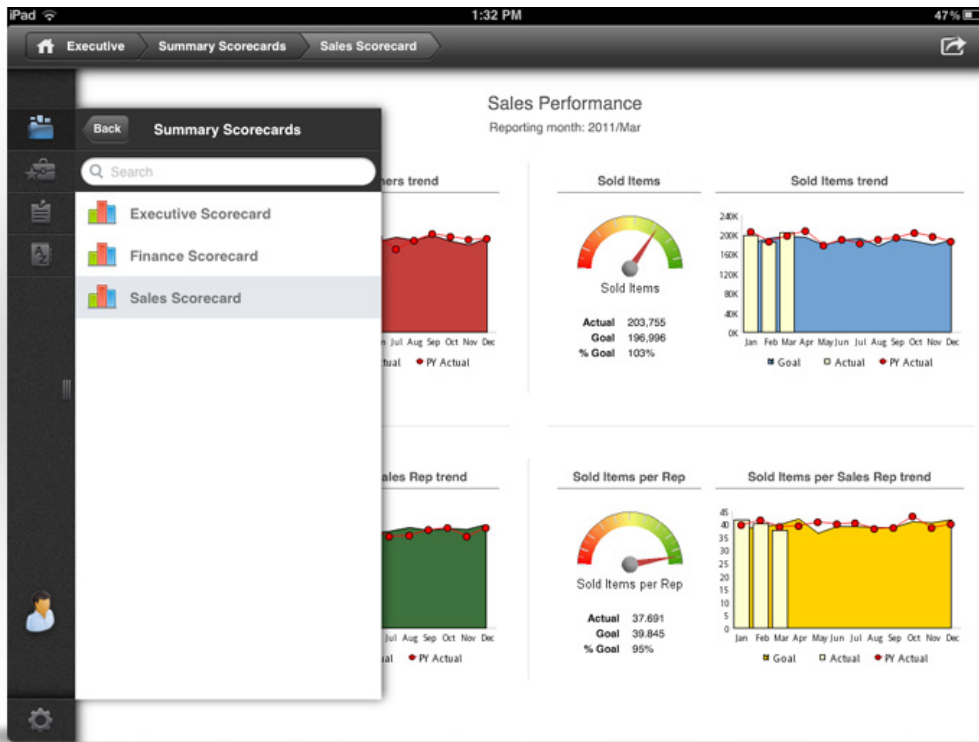 iPad 1:32 PM 47%
Executive Summary Scorecards Sales Scorecard
Sales Performance
Reporting month: 2011/Mar
Back Summary Scorecards
Search
Executive Scorecard
Finance Scorecard
Sales Scorecard
ners trend
Jul Aug Sep Oct Nov Dec
ctual PY Actual
Sold Items
Sold Items
Actual 203,755
Goal 196,996
% Goal 103%
Sold Items trend
240K
200K
160K
120K
80K
40K
0K
Jan Feb Mar Apr May Jun Jul Aug Sep Oct Nov Dec
Goal Actual PY Actual
ales Rep trend
Jul Aug Sep Oct Nov Dec
ual PY Actual
Sold Items per Rep
Sold Items per Rep
Actual 37.691
Goal 39.845
% Goal 95%
Sold Items per Sales Rep trend
45
40
35
30
25
20
15
10
5
0
Jan Feb Mar Apr May Jun Jul Aug Sep Oct Nov Dec
Goal Actual PY Actual